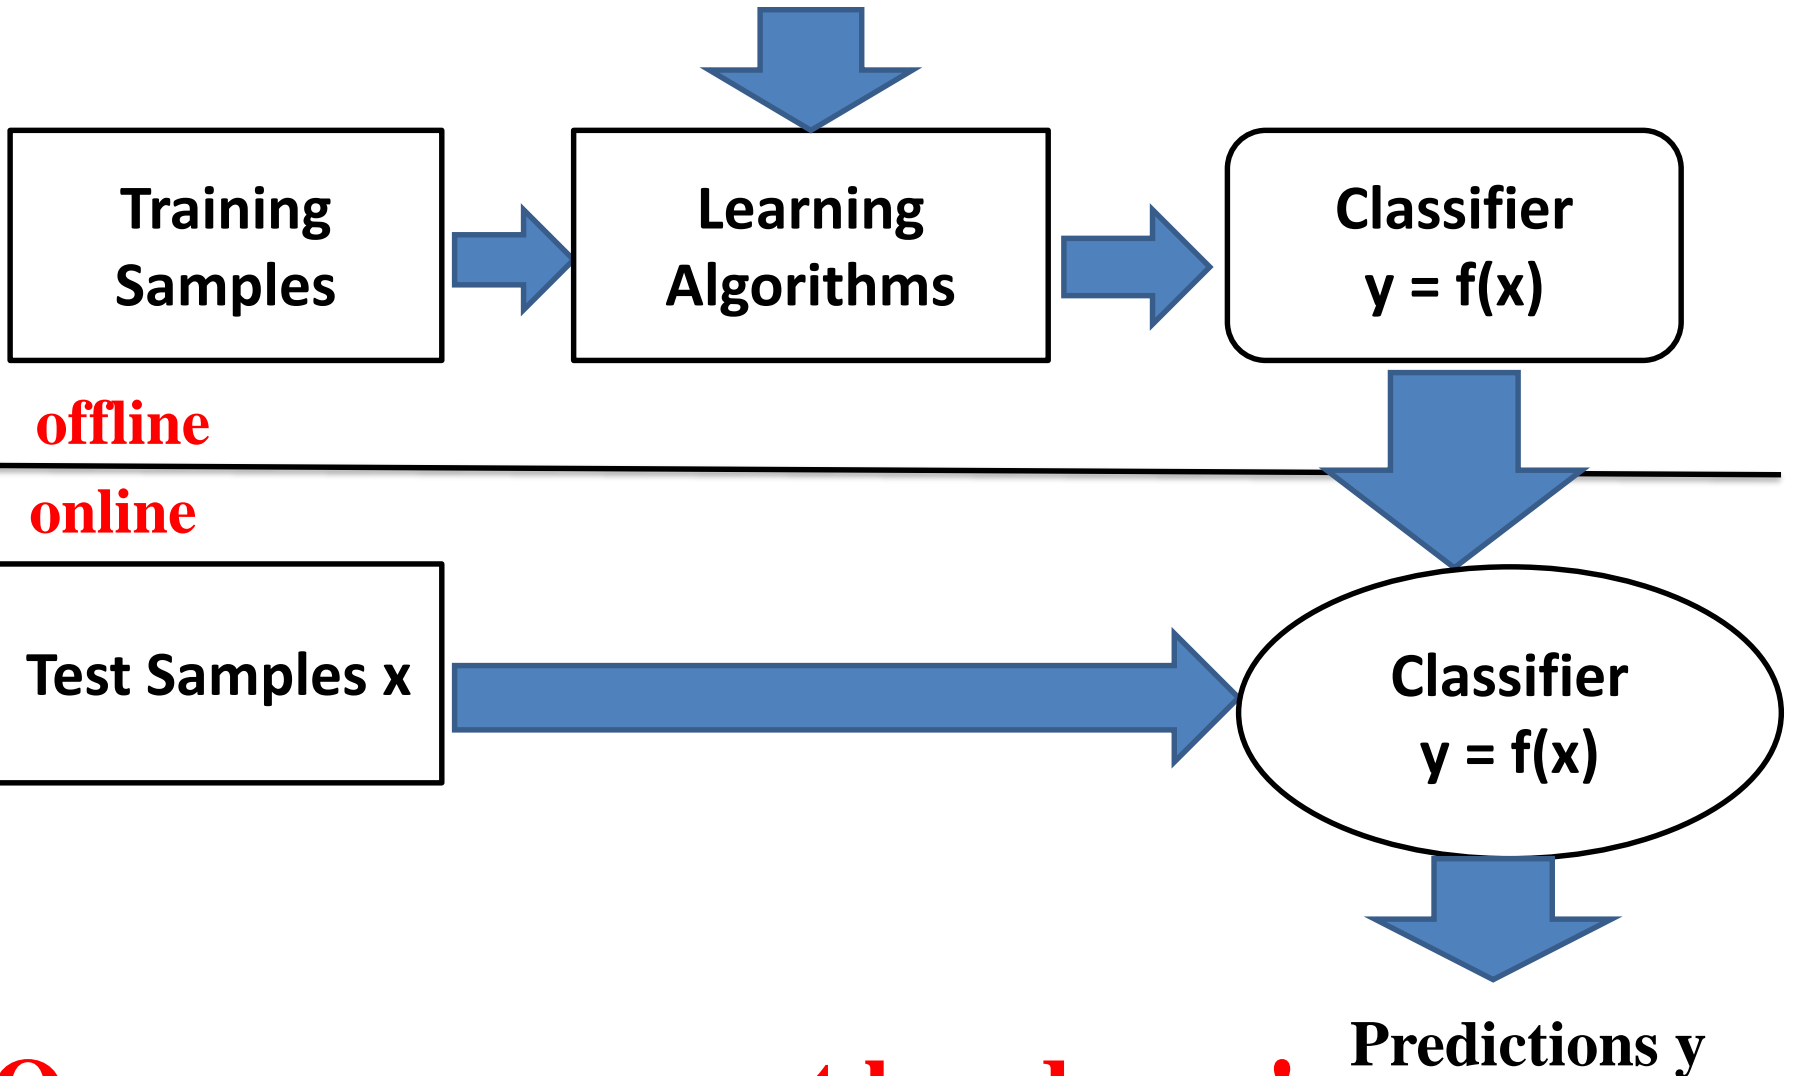 Training
Samples
Learning
Algorithms
Classifier
y = f(x)
offline
online
Test Samples x
Classifier
y = f(x)
Predictions y